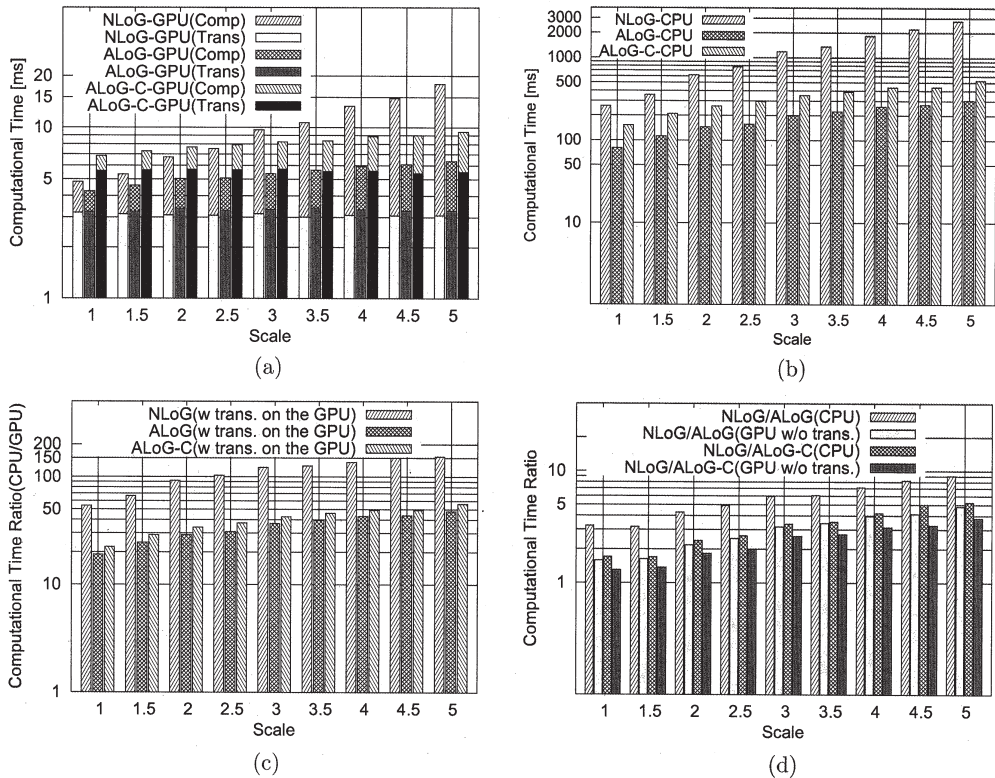 NLoG-GPU(Comp)
NLoG-GPU(Trans)
ALoG-GPU(Comp)
ALoG-GPU(Trans)
ALoG-C-GPU(Comp)
ALoG-C-GPU(Trans)
Computational Time [ms]
20
15
10
5
1
1 1.5 2 2.5 3 3.5 4 4.5 5
Scale
(a)
NLoG-CPU
ALoG-CPU
ALoG-C-CPU
Computational Time [ms]
3000
2000
1000
500
100
50
10
1 1.5 2 2.5 3 3.5 4 4.5 5
Scale
(b)
NLoG(w trans. on the GPU)
ALoG(w trans. on the GPU)
ALoG-C(w trans. on the GPU)
Computational Time Ratio(CPU/GPU)
200
150
100
50
10
1
1 1.5 2 2.5 3 3.5 4 4.5 5
Scale
(c)
NLoG/ALoG(CPU)
NLoG/ALoG(GPU w/o trans.)
NLoG/ALoG-C(CPU)
NLoG/ALoG-C(GPU w/o trans.)
Computational Time Ratio
10
5
1
1 1.5 2 2.5 3 3.5 4 4.5 5
Scale
(d)